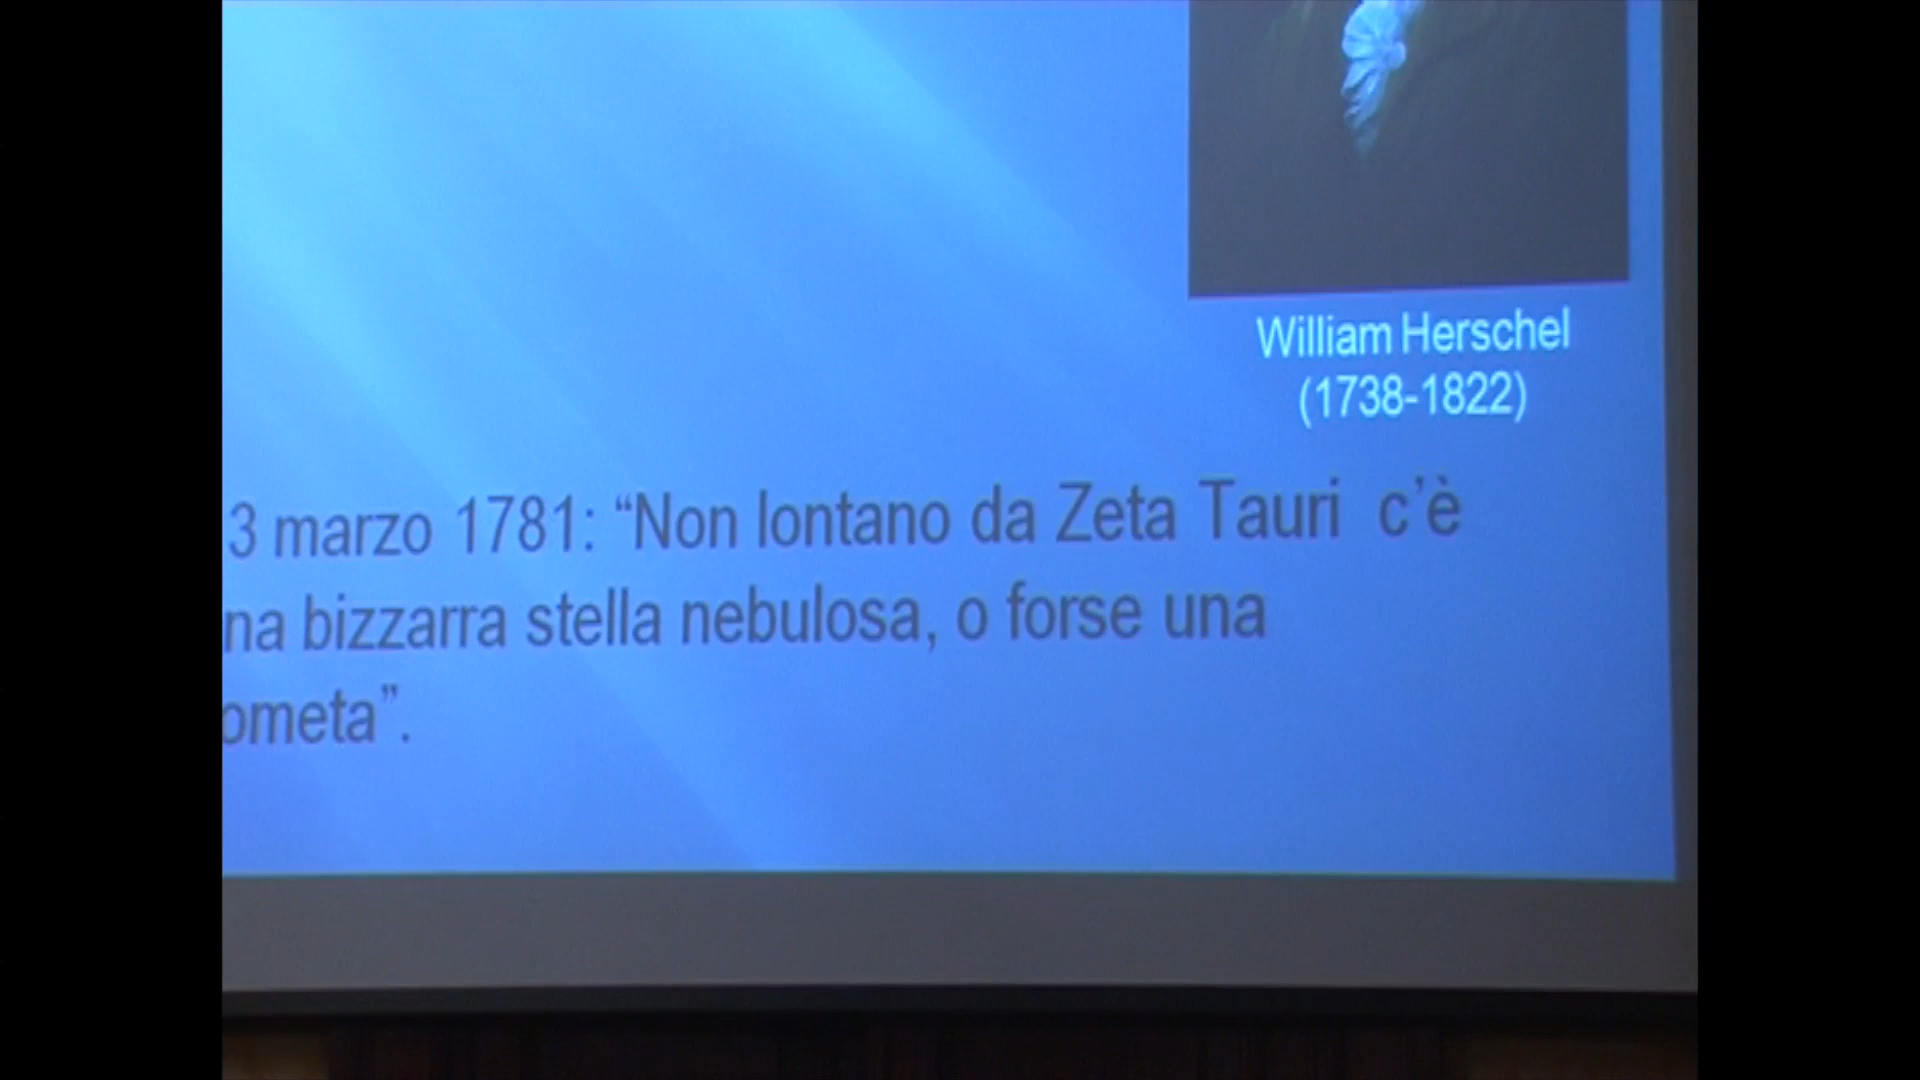 William Herschel
(1738-1822)
3 marzo 1781: “Non lontano da Zeta Tauri c’è
na bizzarra stella nebulosa, o forse una
ometa”.